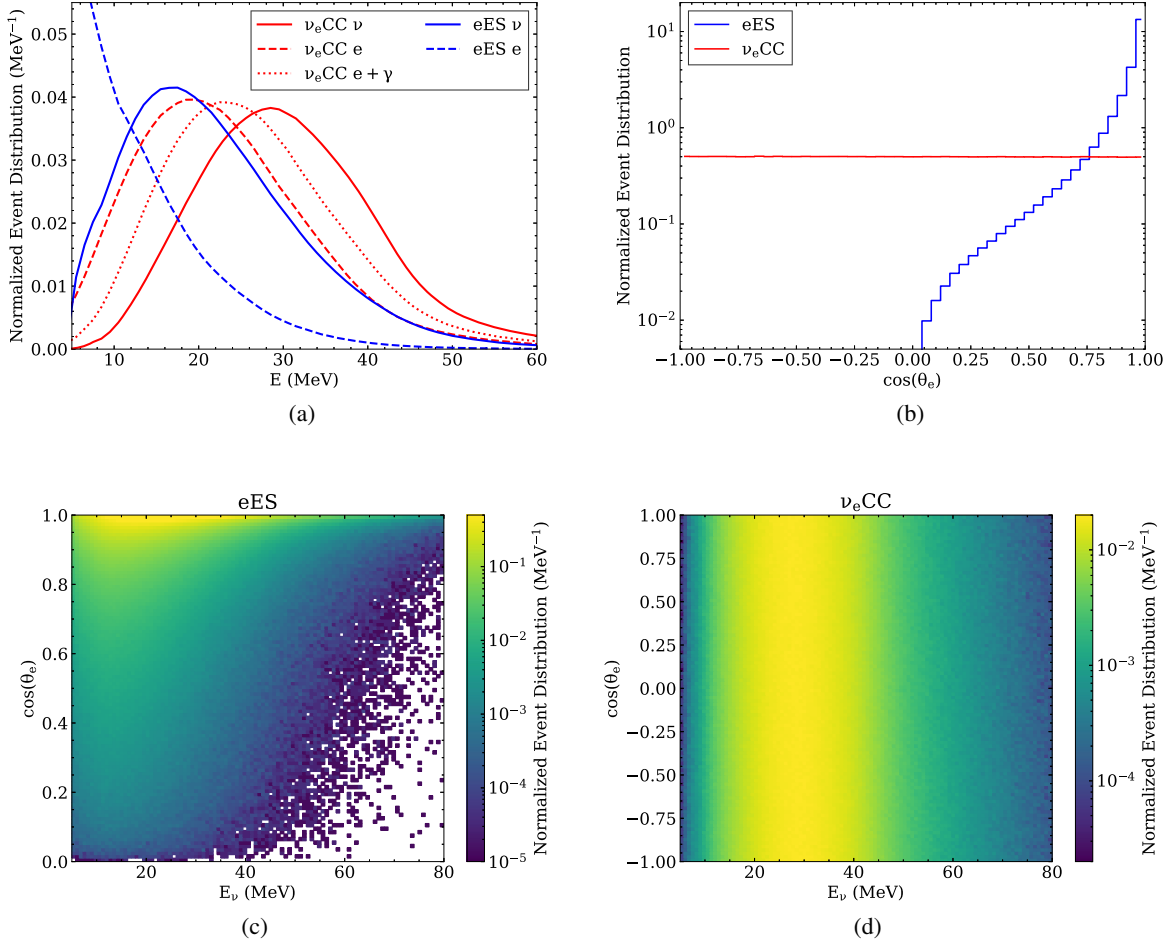 0.05
0.04
0.03
0.02
0.01
0.00
Normalized Event Distribution (MeV⁻¹)
νₑCC ν
νₑCC e
νₑCC e + γ
eES ν
eES e
10 20 30 40 50 60
E (MeV)
(a)
10¹
10⁰
10⁻¹
10⁻²
Normalized Event Distribution
eES
νₑCC
-1.00 -0.75 -0.50 -0.25 0.00 0.25 0.50 0.75 1.00
cos(θₑ)
(b)
eES
1.0
0.8
0.6
0.4
0.2
0.0
cos(θₑ)
20 40 60 80
E_ν (MeV)
10⁻¹
10⁻²
10⁻³
10⁻⁴
10⁻⁵
Normalized Event Distribution (MeV⁻¹)
(c)
νₑCC
1.00
0.75
0.50
0.25
0.00
−0.25
−0.50
−0.75
−1.00
cos(θₑ)
20 40 60 80
E_ν (MeV)
10⁻²
10⁻³
10⁻⁴
Normalized Event Distribution (MeV⁻¹)
(d)